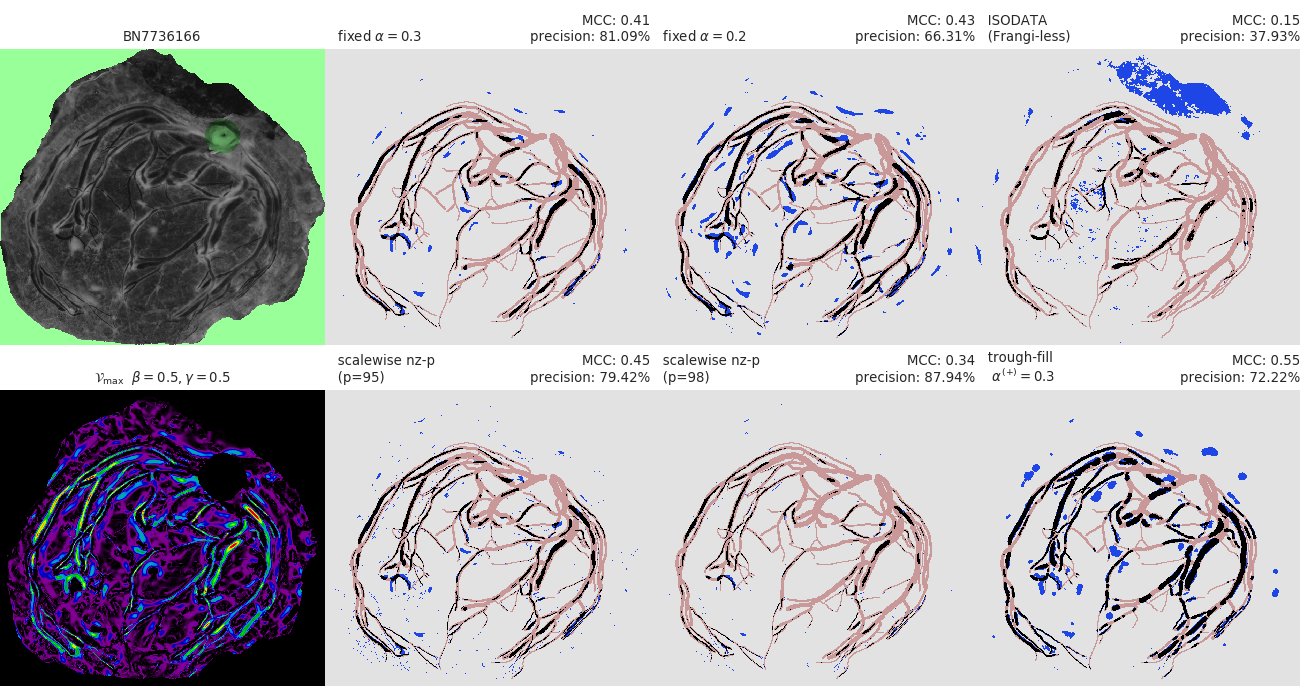 BN7736166
fixed α = 0.3
MCC: 0.41
precision: 81.09%
fixed α = 0.2
MCC: 0.43
precision: 66.31%
ISODATA
(Frangi-less)
MCC: 0.15
precision: 37.93%
𝒱max β = 0.5, γ = 0.5
scalewise nz-p
(p=95)
MCC: 0.45
precision: 79.42%
scalewise nz-p
(p=98)
MCC: 0.34
precision: 87.94%
trough-fill
α(+) = 0.3
MCC: 0.55
precision: 72.22%